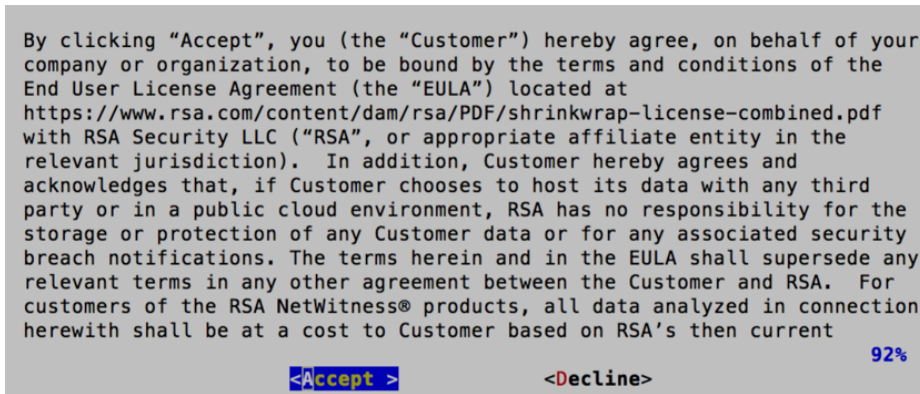 By clicking “Accept”, you (the “Customer”) hereby agree, on behalf of your
company or organization, to be bound by the terms and conditions of the
End User License Agreement (the “EULA”) located at
https://www.rsa.com/content/dam/rsa/PDF/shrinkwrap-license-combined.pdf
with RSA Security LLC (“RSA”, or appropriate affiliate entity in the
relevant jurisdiction).  In addition, Customer hereby agrees and
acknowledges that, if Customer chooses to host its data with any third
party or in a public cloud environment, RSA has no responsibility for the
storage or protection of any Customer data or for any associated security
breach notifications. The terms herein and in the EULA shall supersede any
relevant terms in any other agreement between the Customer and RSA.  For
customers of the RSA NetWitness® products, all data analyzed in connection
herewith shall be at a cost to Customer based on RSA’s then current
92%
<Accept > <Decline>